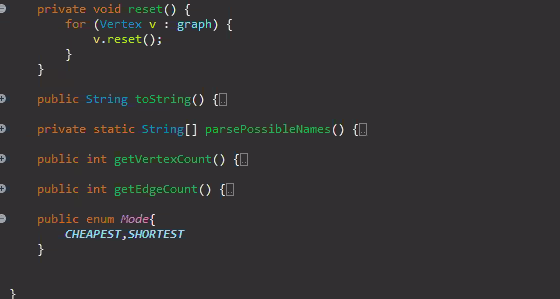 private void reset() {
for (Vertex v : graph) {
v.reset();
}
}
public String toString() {
private static String[] parsePossibleNames() {
public int getVertexCount() {
public int getEdgeCount() {
public enum Mode{
CHEAPEST,SHORTEST
}
}